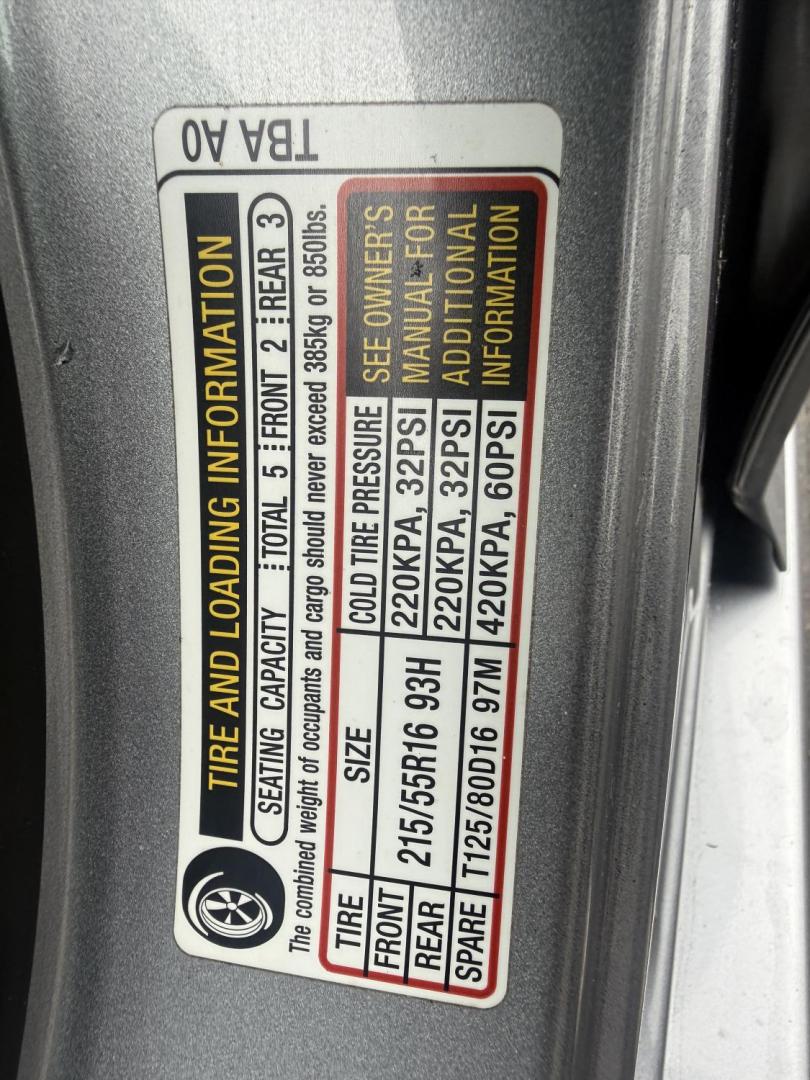 TIRE AND LOADING INFORMATION
SEATING CAPACITY TOTAL 5 FRONT 2 REAR 3
The combined weight of occupants and cargo should never exceed 385kg or 850lbs.
TIRE SIZE COLD TIRE PRESSURE
FRONT 215/55R16 93H 220KPA, 32PSI
REAR 220KPA, 32PSI
SPARE T125/80D16 97M 420KPA, 60PSI
SEE OWNER'S
MANUAL FOR
ADDITIONAL
INFORMATION
TBA A0